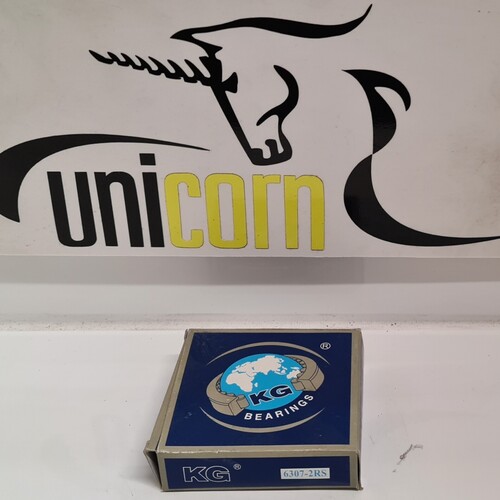 unicorn
®
KG
BEARINGS
KG®
6307-2RS